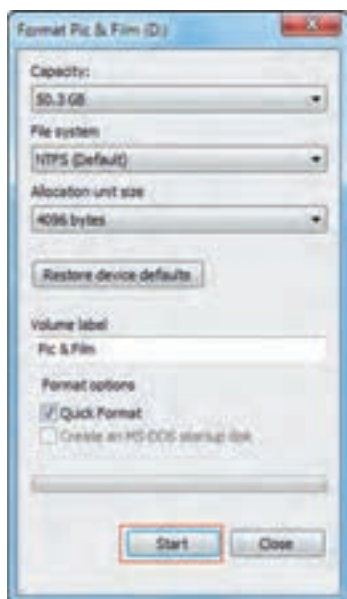 Format Pic & Film (D:)
Capacity:
50.3 GB
File system
NTFS (Default)
Allocation unit size
4096 bytes
Restore device defaults
Volume label
Pic & Film
Format options
Quick Format
Create an MS-DOS startup disk
Start
Close